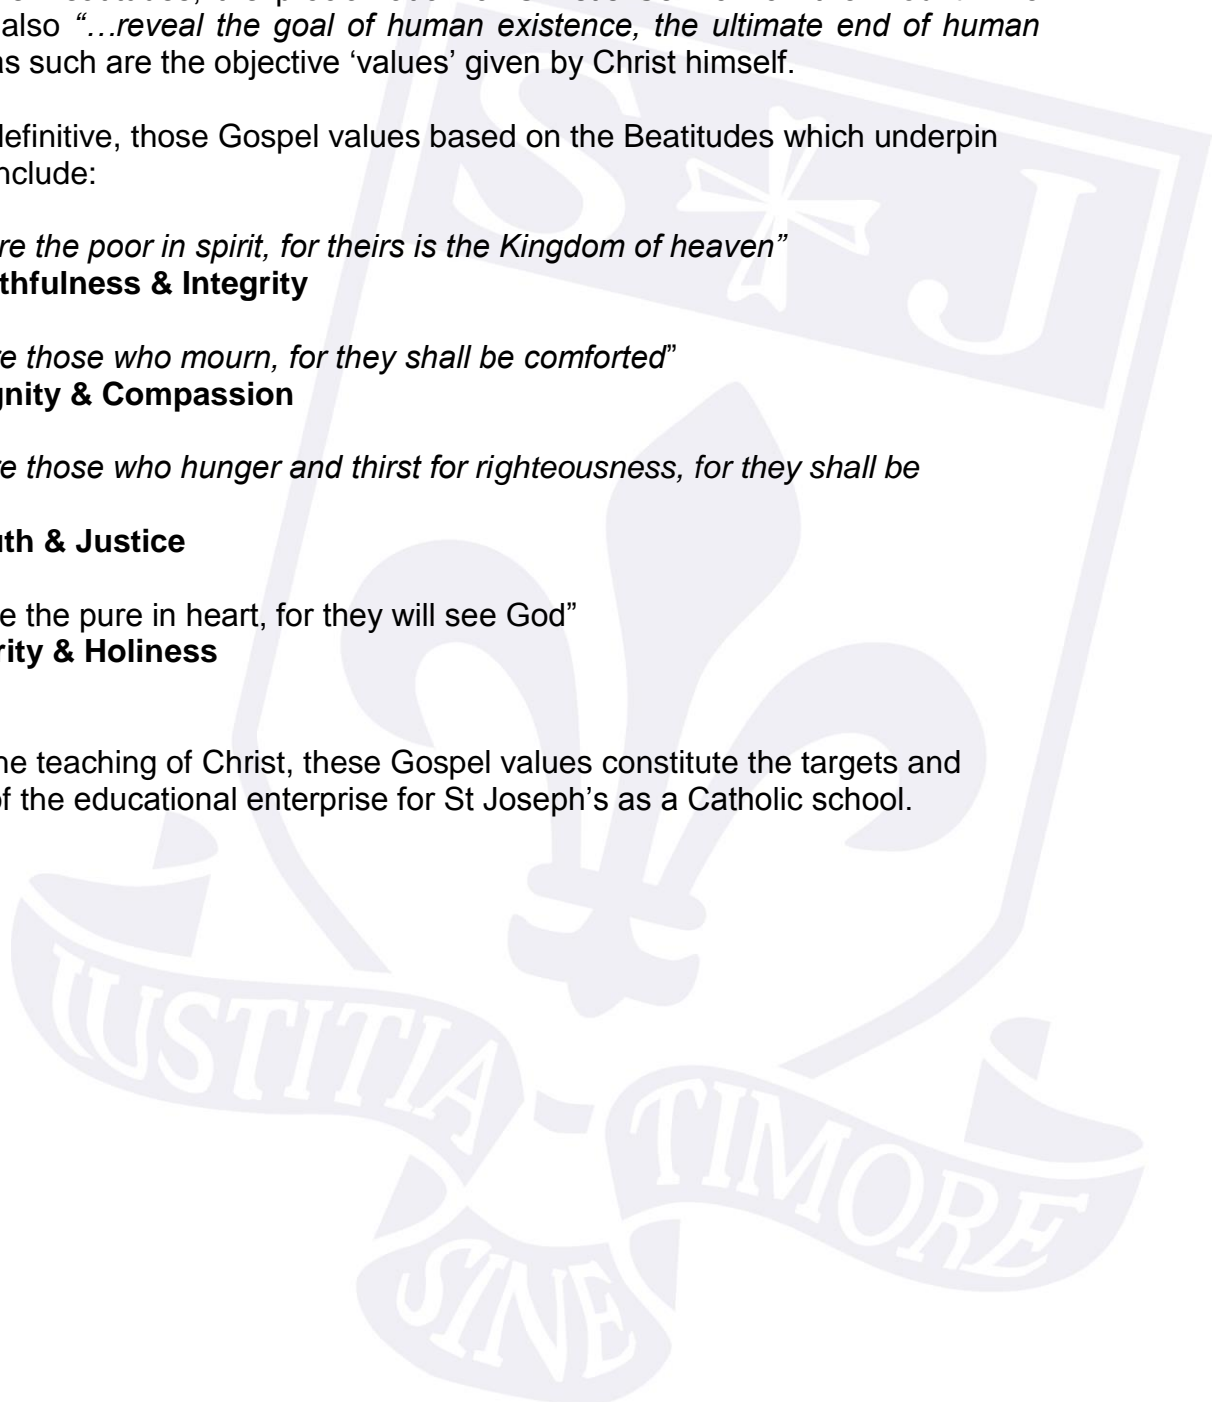 also “…reveal the goal of human existence, the ultimate end of human
as such are the objective ‘values’ given by Christ himself.
definitive, those Gospel values based on the Beatitudes which underpin
include:
re the poor in spirit, for theirs is the Kingdom of heaven”
thfulness & Integrity
re those who mourn, for they shall be comforted”
gnity & Compassion
re those who hunger and thirst for righteousness, for they shall be
uth & Justice
re the pure in heart, for they will see God”
rity & Holiness
he teaching of Christ, these Gospel values constitute the targets and
of the educational enterprise for St Joseph’s as a Catholic school.
S J
IUSTITIA
SINE
TIMORE